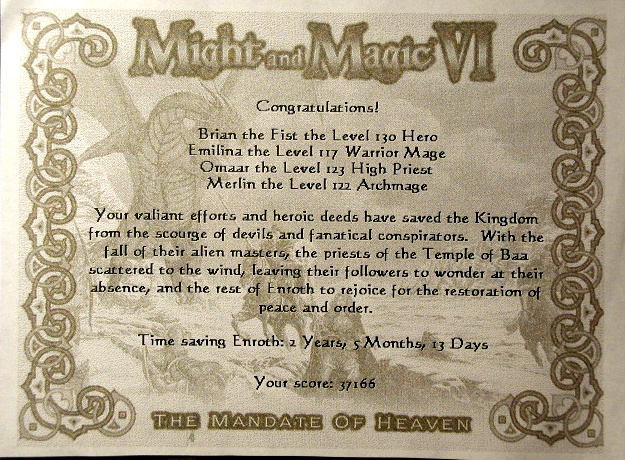 Might and Magic VI
Congratulations!
Brian the Fist the Level 130 Hero
Emilina the Level 117 Warrior Mage
Omaar the Level 123 High Priest
Merlin the Level 122 Archmage
Your valiant efforts and heroic deeds have saved the Kingdom
from the scourge of devils and fanatical conspirators. With the
fall of their alien masters, the priests of the Temple of Baa
scattered to the wind, leaving their followers to wonder at their
absence, and the rest of Enroth to rejoice for the restoration of
peace and order.
Time saving Enroth: 2 Years, 5 Months, 13 Days
Your score: 37166
THE MANDATE OF HEAVEN